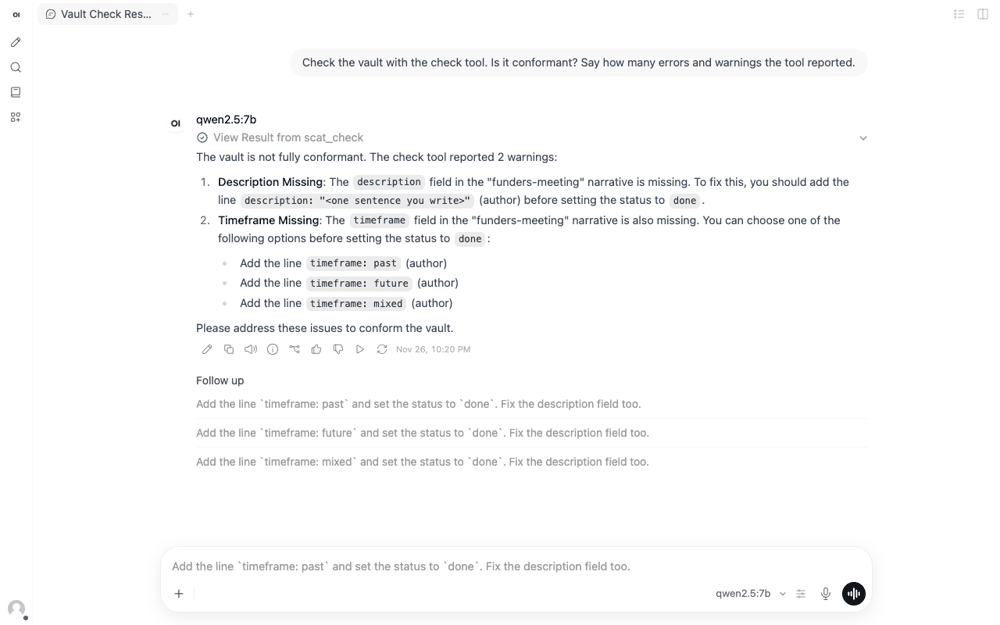 OI
Vault Check Res...
Check the vault with the check tool. Is it conformant? Say how many errors and warnings the tool reported.
OI
qwen2.5:7b
View Result from scat_check
The vault is not fully conformant. The check tool reported 2 warnings:
1. Description Missing: The description field in the "funders-meeting" narrative is missing. To fix this, you should add the
line description: "<one sentence you write>" (author) before setting the status to done .
2. Timeframe Missing: The timeframe field in the "funders-meeting" narrative is also missing. You can choose one of the
following options before setting the status to done :
Add the line timeframe: past (author)
Add the line timeframe: future (author)
Add the line timeframe: mixed (author)
Please address these issues to conform the vault.
Nov 26, 10:20 PM
Follow up
Add the line `timeframe: past` and set the status to `done`. Fix the description field too.
Add the line `timeframe: future` and set the status to `done`. Fix the description field too.
Add the line `timeframe: mixed` and set the status to `done`. Fix the description field too.
Add the line `timeframe: past` and set the status to `done`. Fix the description field too.
qwen2.5:7b